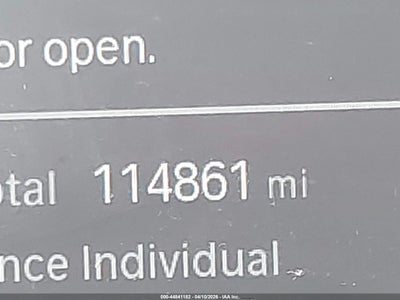 or open.
otal 114861 mi
nce Individual
000-44841182 - 04/10/2026 - IAA Inc.